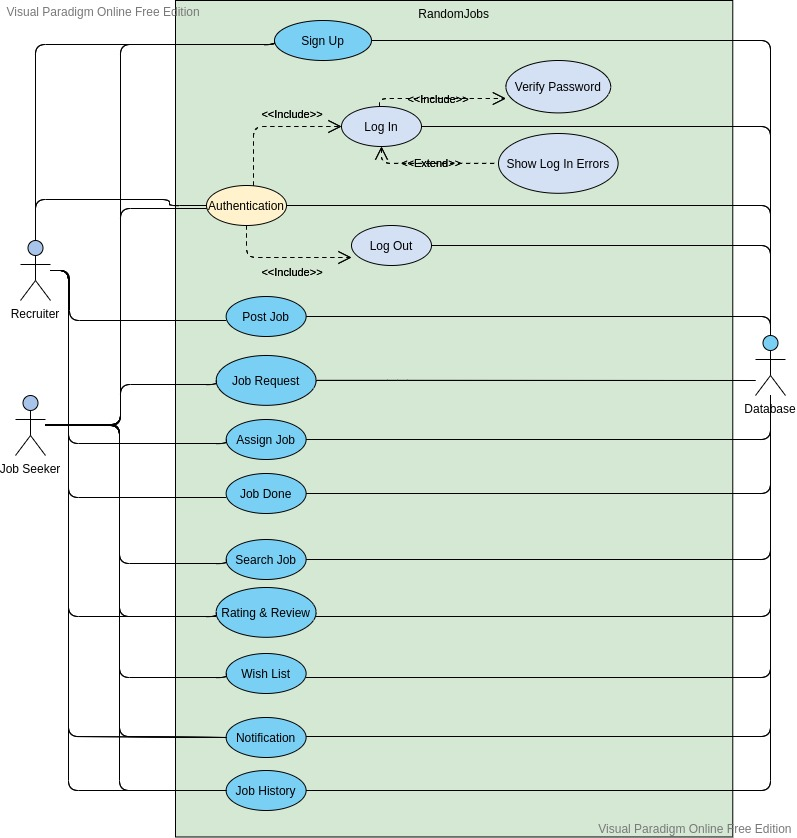 Visual Paradigm Online Free Edition
RandomJobs
Sign Up
Verify Password
<<Include>>
<<Include>>
Log In
<<Extend>>
Show Log In Errors
Authentication
Log Out
<<Include>>
Recruiter
Post Job
Job Request
Database
Assign Job
Job Seeker
Job Done
Search Job
Rating & Review
Wish List
Notification
Job History
Visual Paradigm Online Free Edition